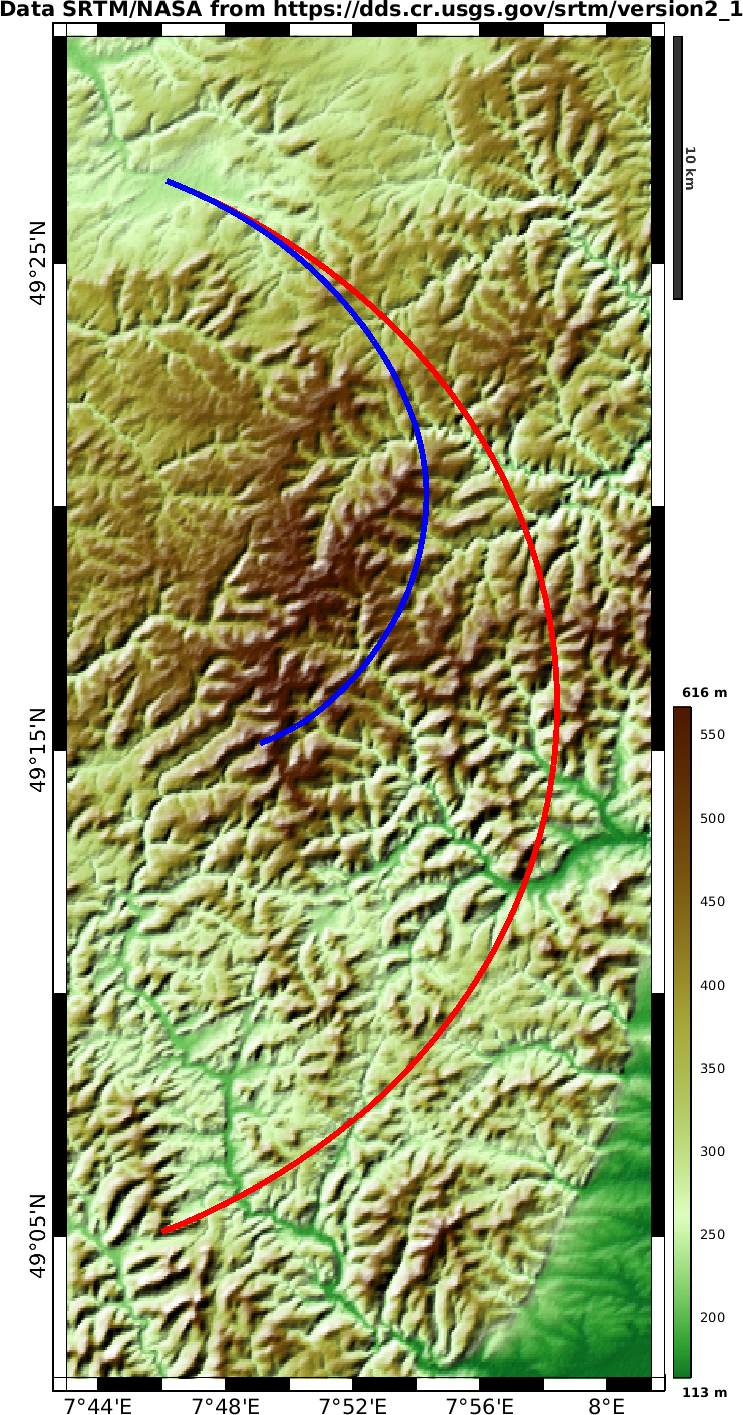 Data SRTM/NASA from https://dds.cr.usgs.gov/srtm/version2_1
10 km
49°25'N
49°15'N
49°05'N
616 m
550
500
450
400
350
300
250
200
113 m
7°44'E
7°48'E
7°52'E
7°56'E
8°E